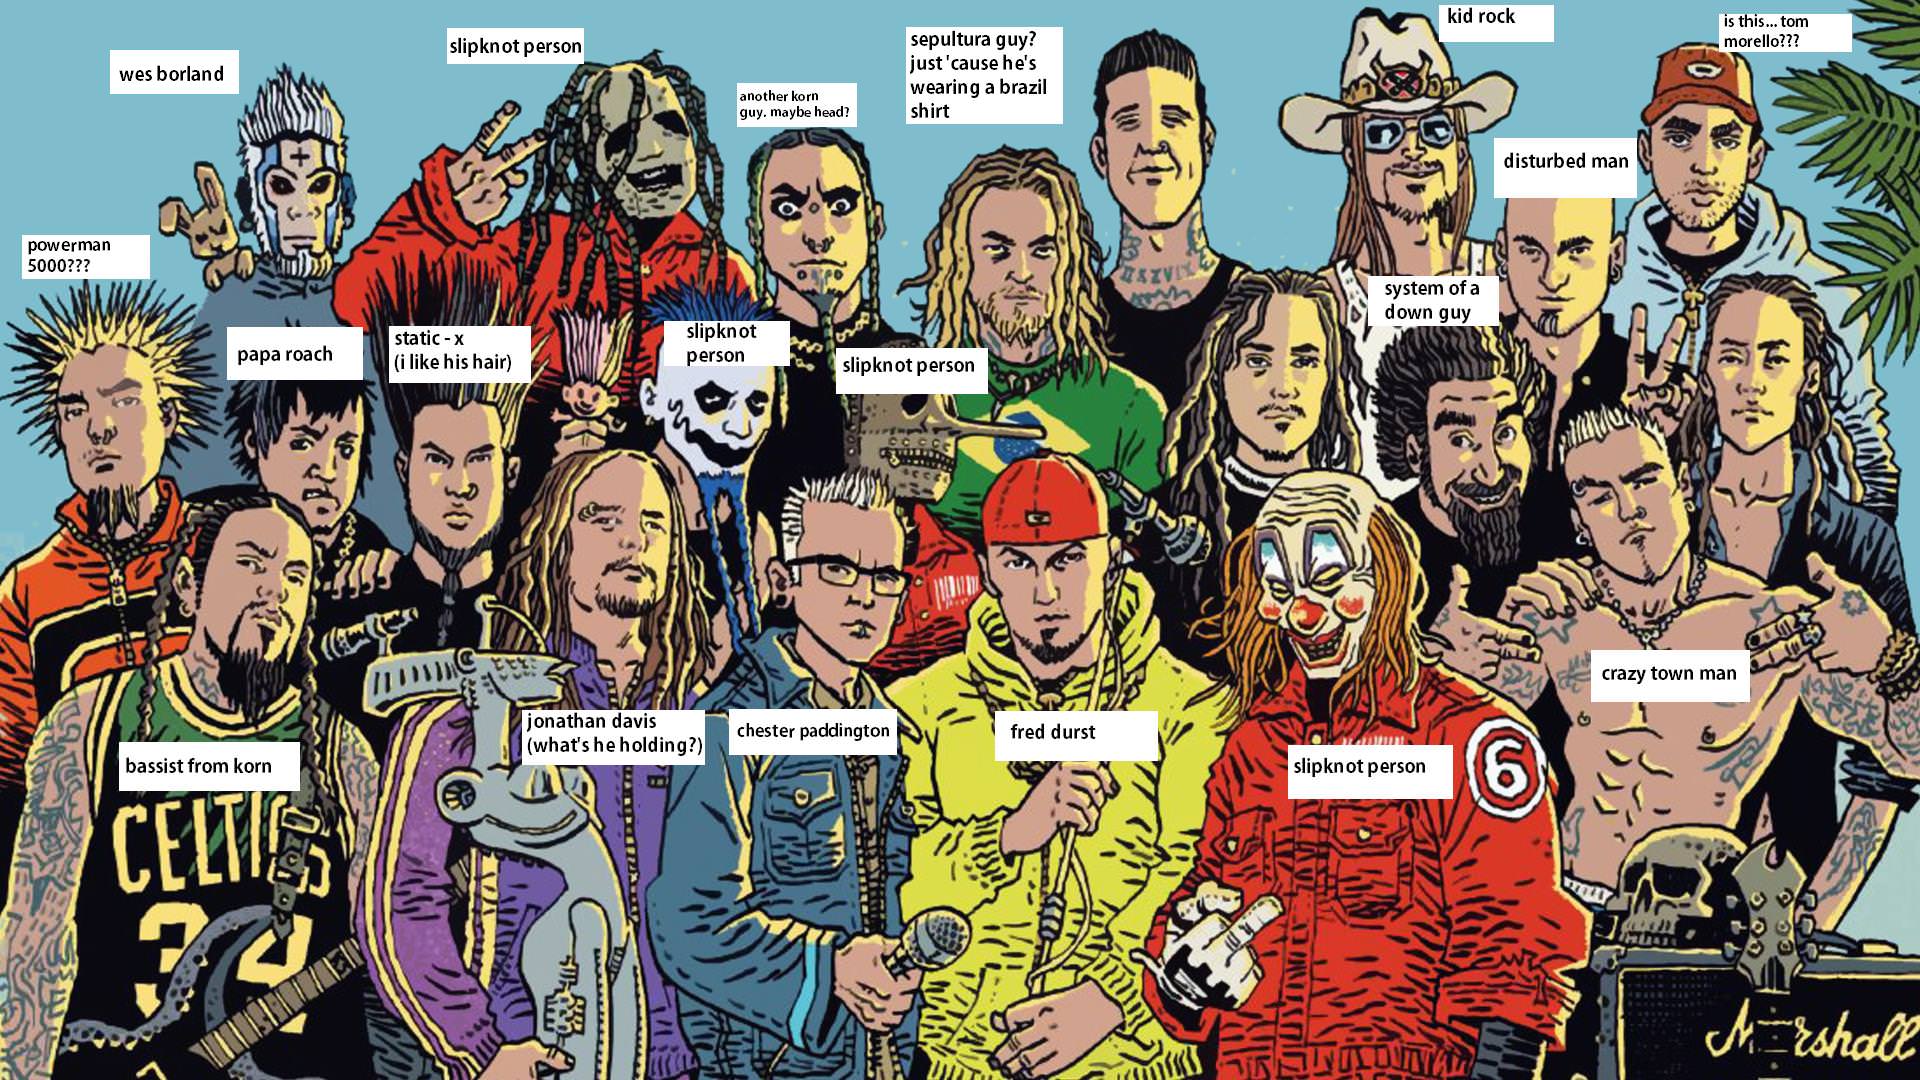 kid rock
is this... tom
morello???
slipknot person
sepultura guy?
just 'cause he's
wearing a brazil
shirt
wes borland
another korn
guy. maybe head?
disturbed man
powerman
5000???
system of a
down guy
papa roach
static - x
(i like his hair)
slipknot
person
slipknot person
crazy town man
jonathan davis
(what's he holding?)
chester paddington
fred durst
slipknot person
6
bassist from korn
CELTICS
34
Marshall